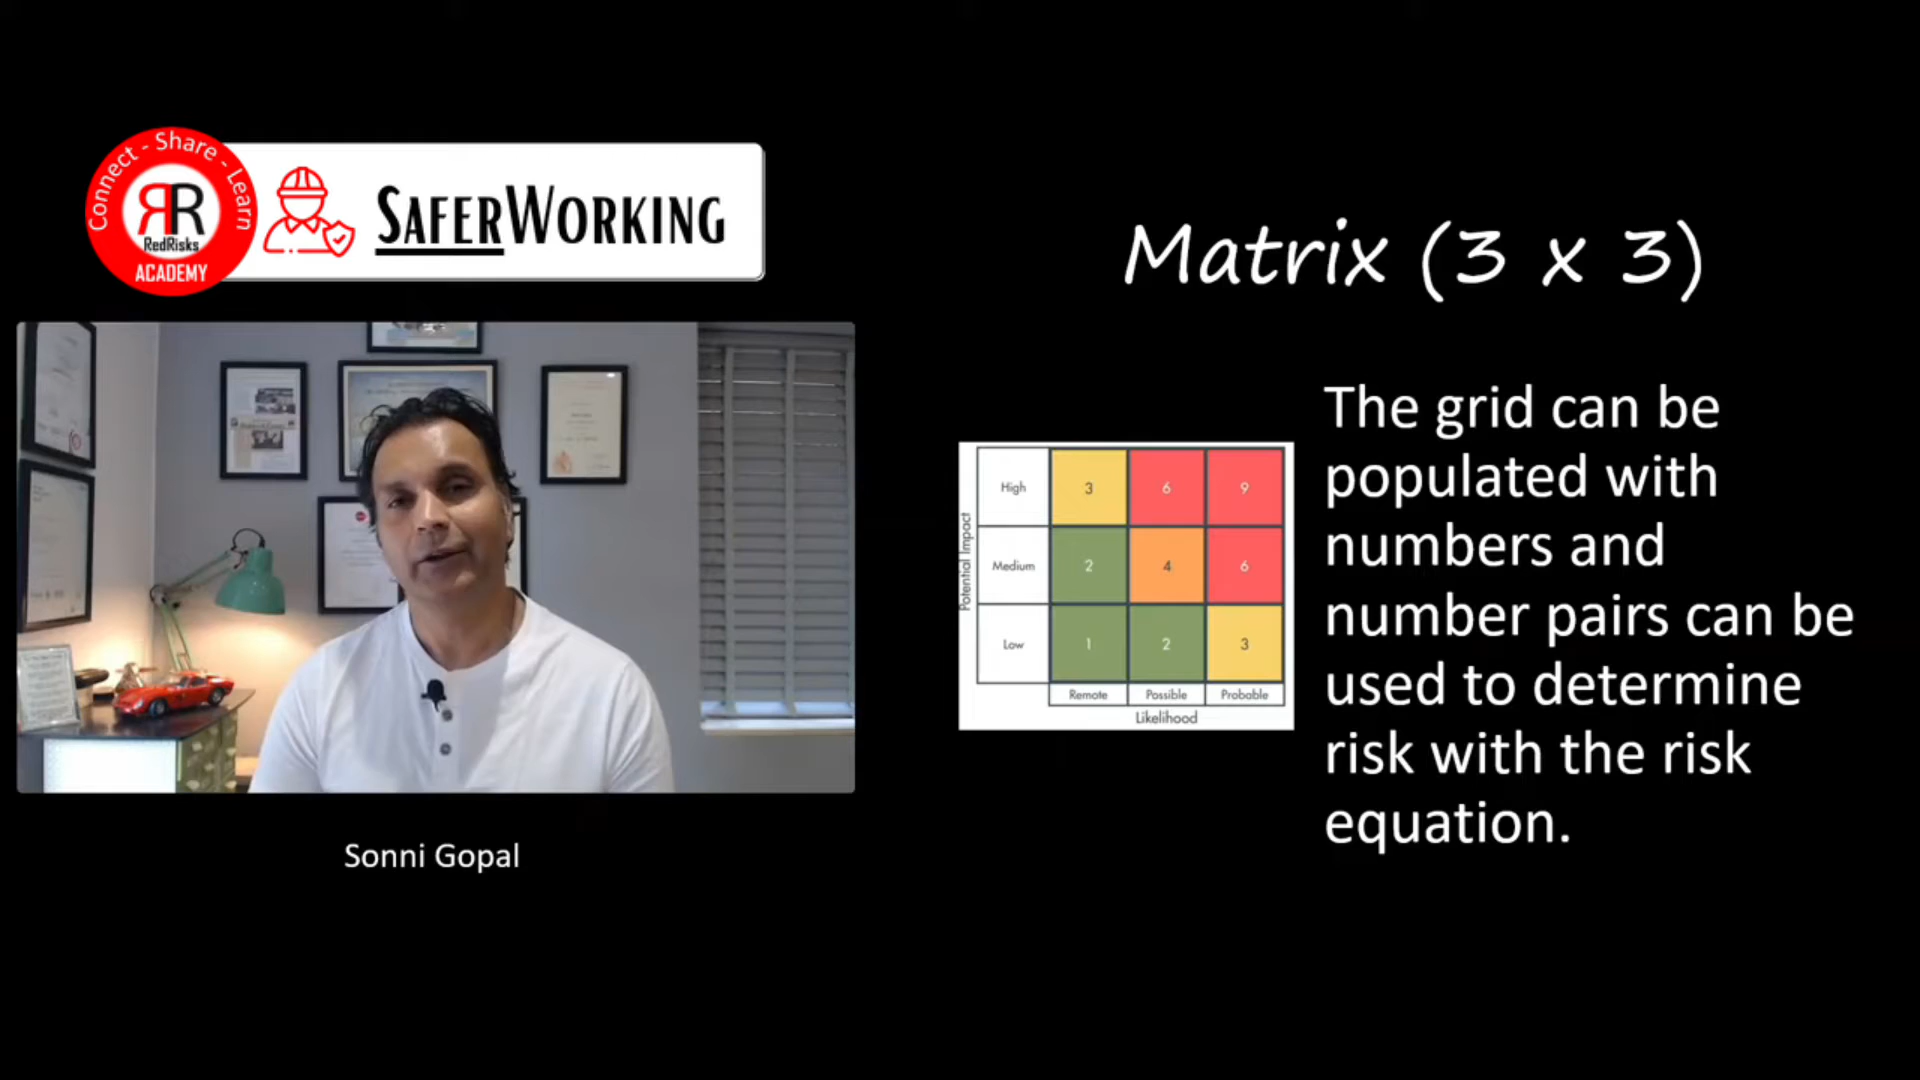 Connect - Share - Learn
RR
RedRisks
ACADEMY
SAFERWORKING
Sonni Gopal
Matrix (3 x 3)
Potential Impact
High 3 6 9
Medium 2 4 6
Low 1 2 3
Remote Possible Probable
Likelihood
The grid can be
populated with
numbers and
number pairs can be
used to determine
risk with the risk
equation.